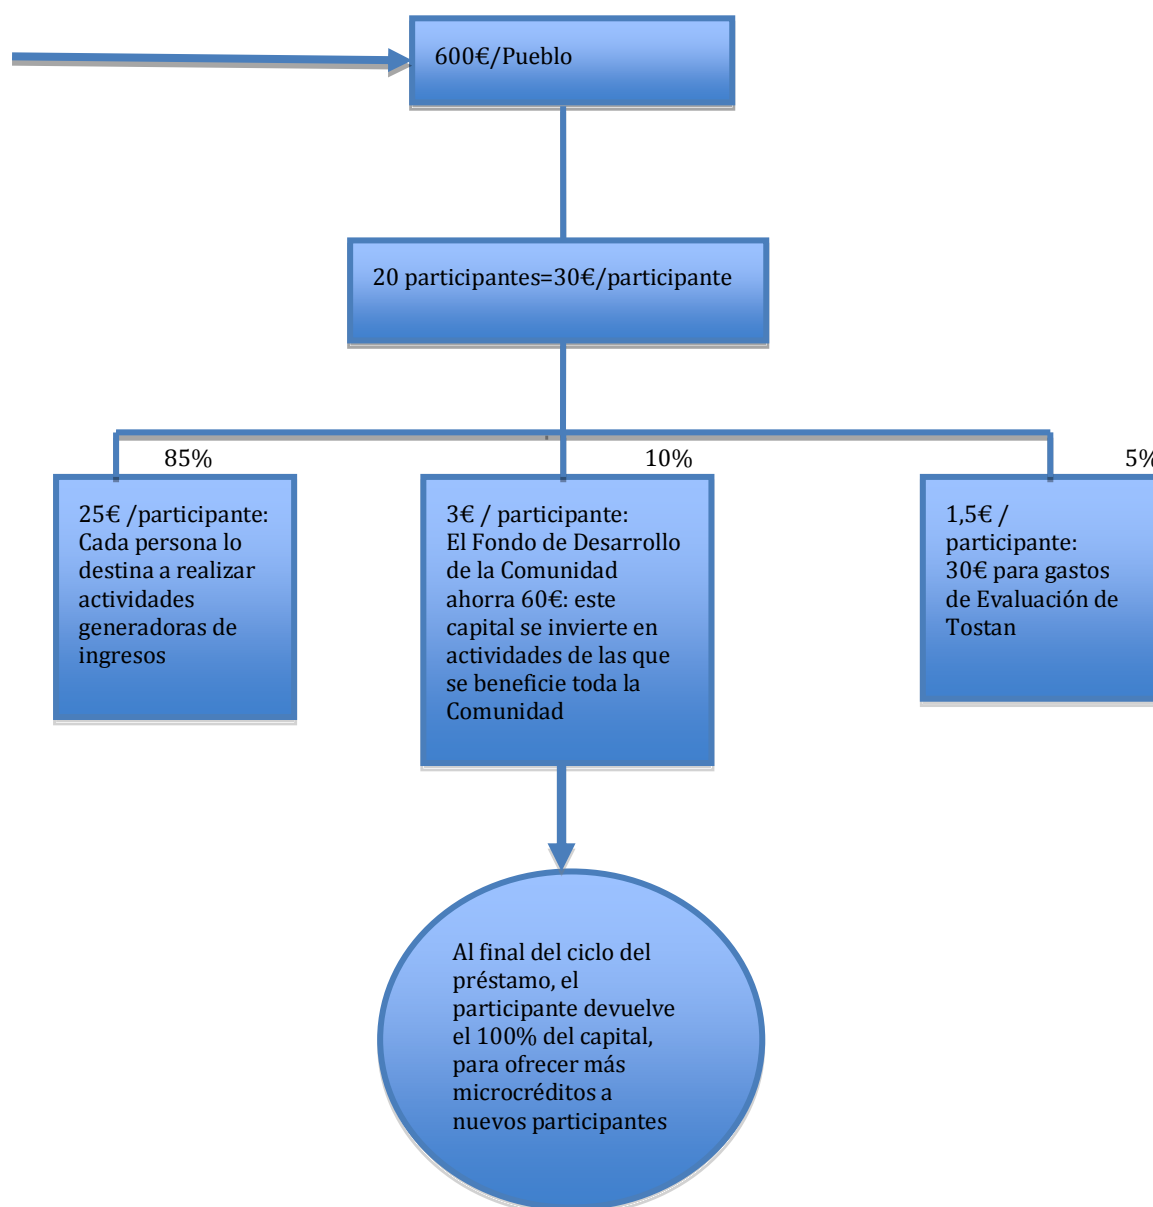 600€/Pueblo
20 participantes=30€/participante
85%
10%
5%
25€ /participante:
Cada persona lo
destina a realizar
actividades
generadoras de
ingresos
3€ / participante:
El Fondo de Desarrollo
de la Comunidad
ahorra 60€: este
capital se invierte en
actividades de las que
se beneficie toda la
Comunidad
1,5€ /
participante:
30€ para gastos
de Evaluación de
Tostan
Al final del ciclo del
préstamo, el
participante devuelve
el 100% del capital,
para ofrecer más
microcréditos a
nuevos participantes